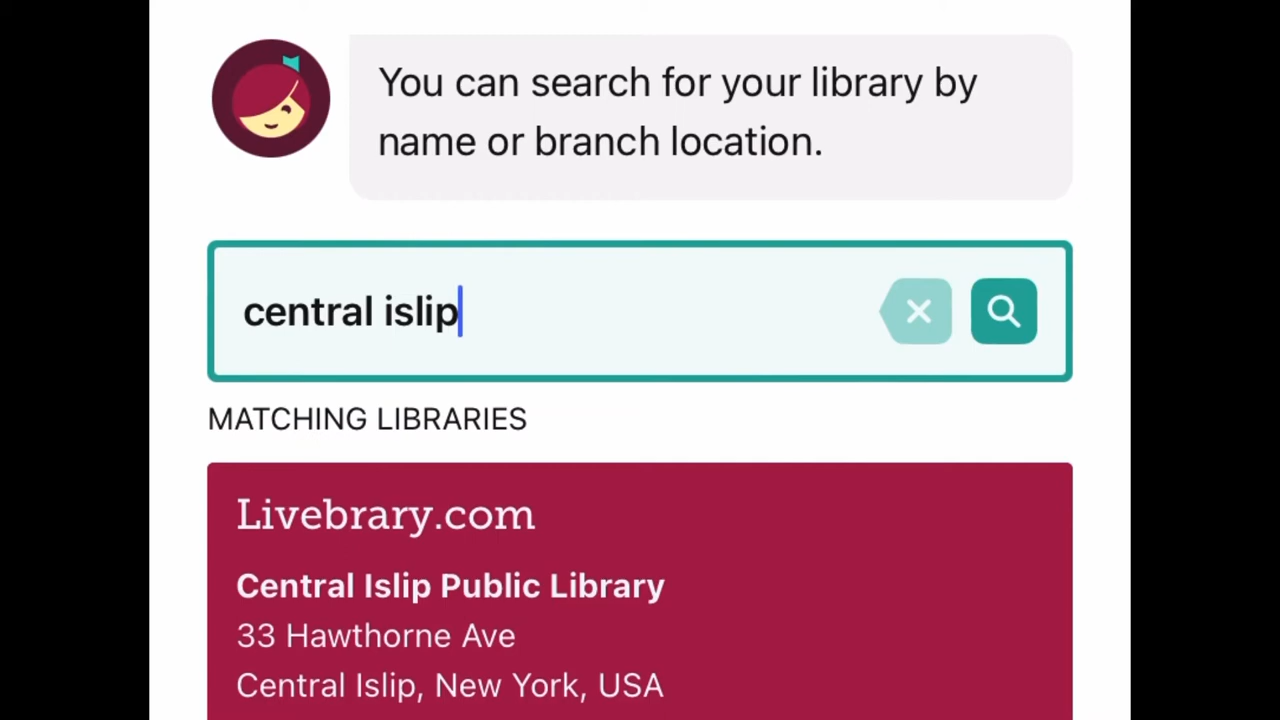 You can search for your library by
name or branch location.
central islip
MATCHING LIBRARIES
Livebrary.com
Central Islip Public Library
33 Hawthorne Ave
Central Islip, New York, USA